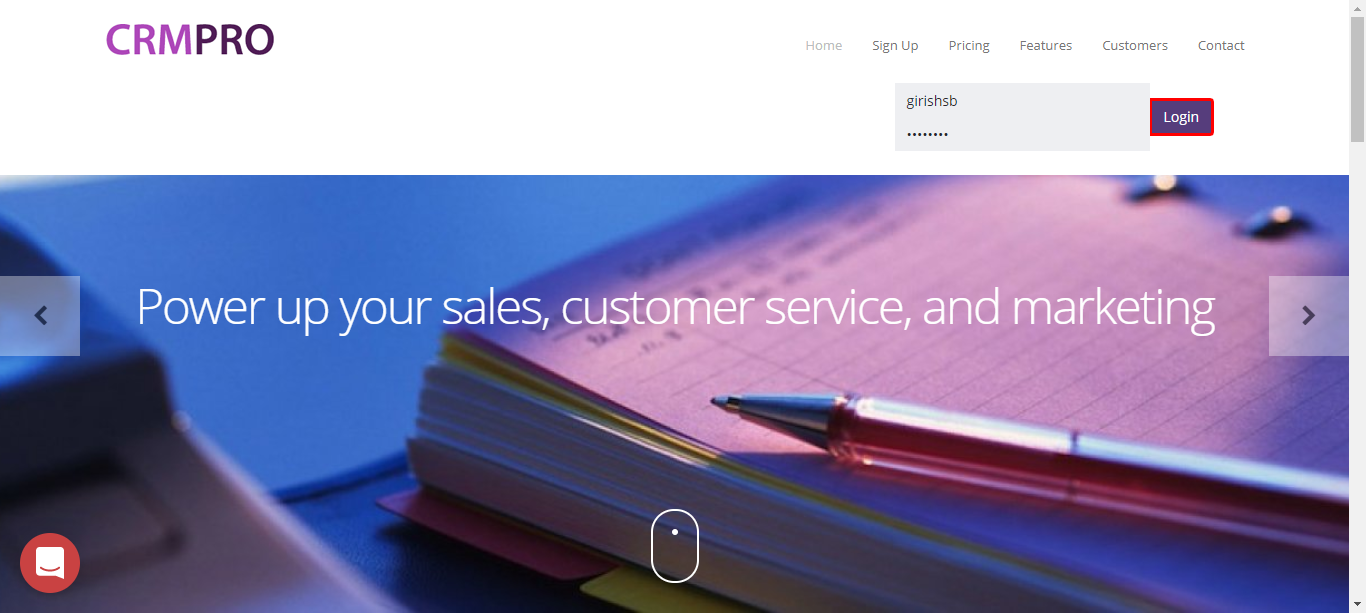 CRMPRO
Home Sign Up Pricing Features Customers Contact
girishsb
••••••••
Login
Power up your sales, customer service, and marketing